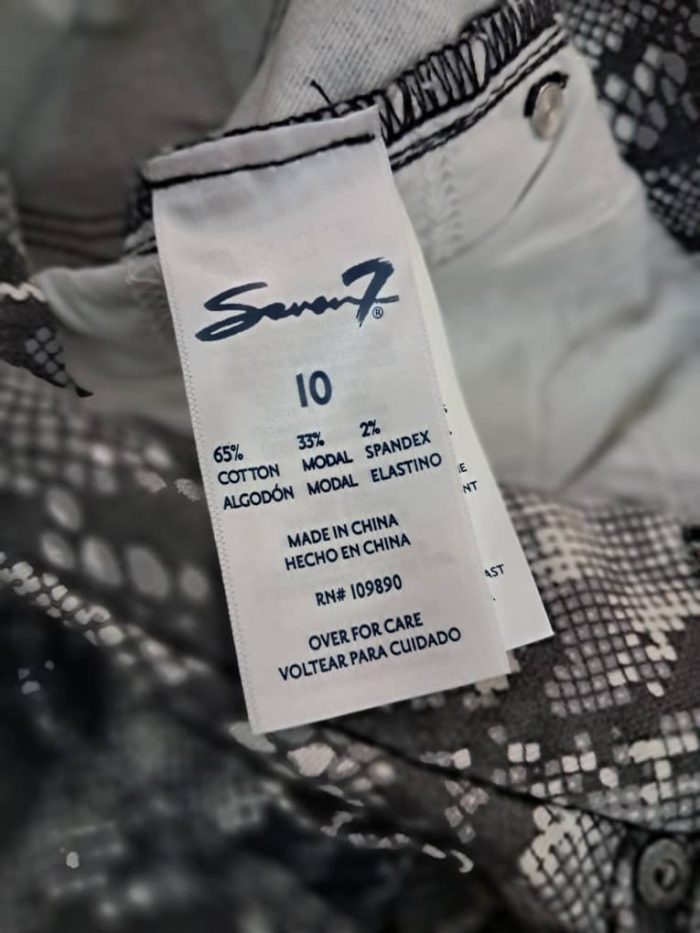 Seven7®
10
65% 33% 2%
COTTON MODAL SPANDEX
ALGODÓN MODAL ELASTINO
MADE IN CHINA
HECHO EN CHINA
RN# 109890
OVER FOR CARE
VOLTEAR PARA CUIDADO